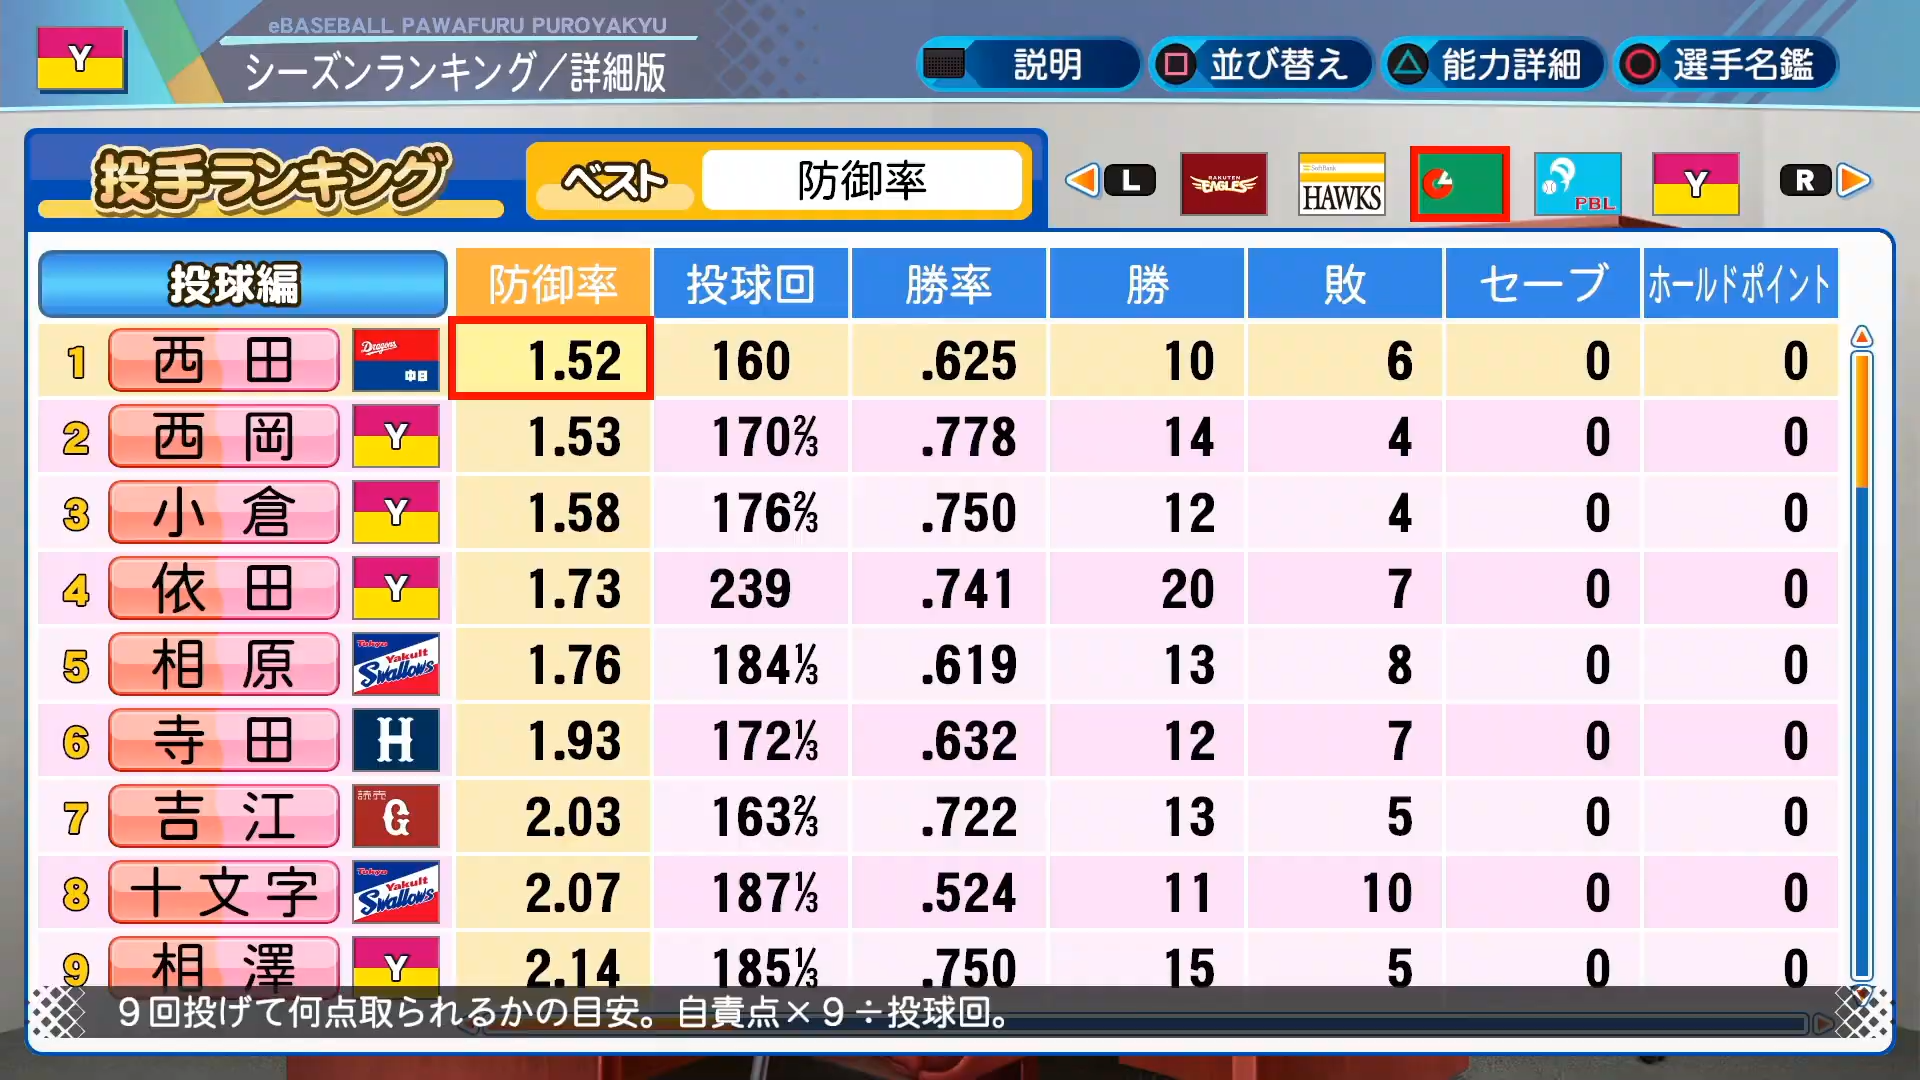 Y
eBASEBALL PAWAFURU PUROYAKYU
シーズンランキング／詳細版
説明 並び替え 能力詳細 選手名鑑
投手ランキング ベスト 防御率
L RAKUTEN EAGLES SoftBank HAWKS PBL Y R
投球編 防御率 投球回 勝率 勝 敗 セーブ ホールドポイント
1 西田 Dragons 中日 1.52 160 .625 10 6 0 0
2 西岡 Y 1.53 170⅔ .778 14 4 0 0
3 小倉 Y 1.58 176⅔ .750 12 4 0 0
4 依田 Y 1.73 239 .741 20 7 0 0
5 相原 Tokyo Yakult Swallows 1.76 184⅓ .619 13 8 0 0
6 寺田 H 1.93 172⅓ .632 12 7 0 0
7 吉江 読売 G 2.03 163⅔ .722 13 5 0 0
8 十文字 Tokyo Yakult Swallows 2.07 187⅓ .524 11 10 0 0
9 相澤 Y 2.14 185⅓ .750 15 5 0 0
９回投げて何点取られるかの目安。自責点×９÷投球回。